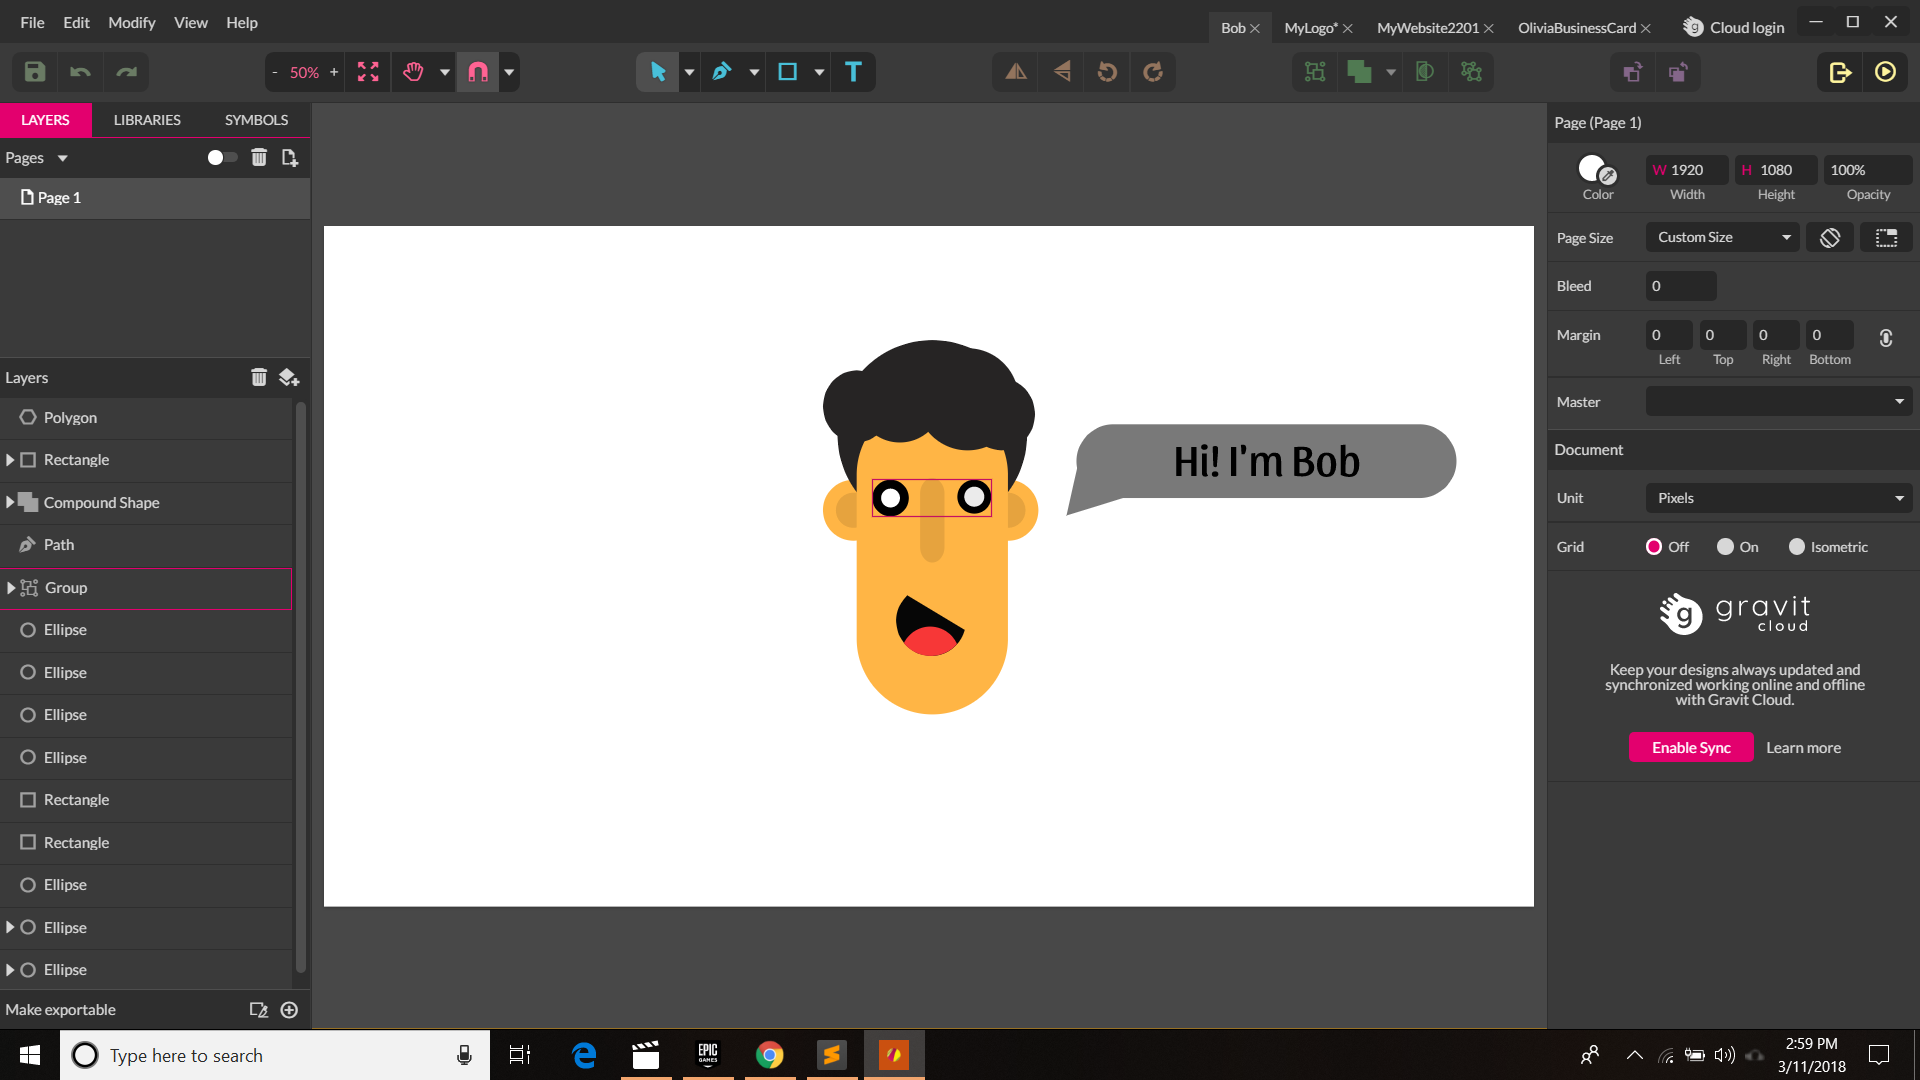 File Edit Modify View Help
Bob MyLogo* MyWebsite2201 OliviaBusinessCard Cloud login
- 50% +
LAYERS LIBRARIES SYMBOLS
Pages
Page 1
Layers
Polygon
Rectangle
Compound Shape
Path
Group
Ellipse
Ellipse
Ellipse
Ellipse
Rectangle
Rectangle
Ellipse
Ellipse
Ellipse
Make exportable
Hi! I'm Bob
Page (Page 1)
W 1920 H 1080 100%
Color Width Height Opacity
Page Size Custom Size
Bleed 0
Margin 0 0 0 0
Left Top Right Bottom
Master
Document
Unit Pixels
Grid Off On Isometric
g gravit
cloud
Keep your designs always updated and
synchronized working online and offline
with Gravit Cloud.
Enable Sync Learn more
Type here to search
EPIC
GAMES
2:59 PM
3/11/2018